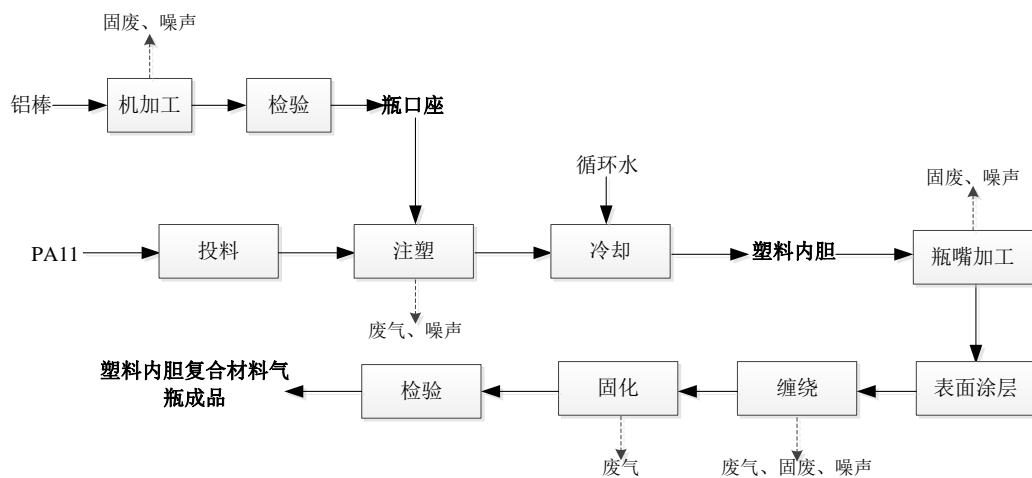 固废、噪声
铝棒
机加工
检验
瓶口座
循环水
固废、噪声
PA11
投料
注塑
冷却
塑料内胆
瓶嘴加工
废气、噪声
塑料内胆复合材料气
瓶成品
检验
固化
缠绕
表面涂层
废气
废气、固废、噪声